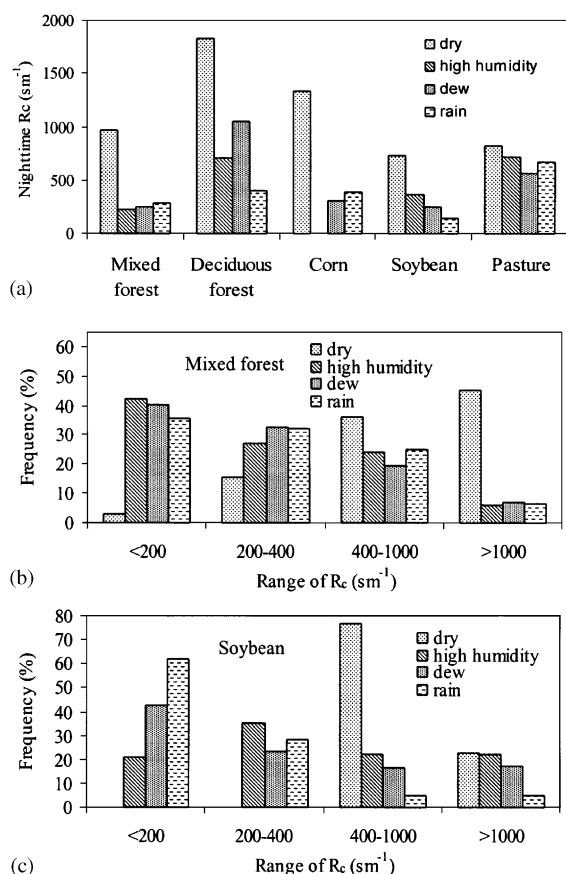 2000
1500
1000
500
0
Nighttime Rc (sm⁻¹)
dry
high humidity
dew
rain
Mixed forest
Deciduous forest
Corn
Soybean
Pasture
(a)
60
50
40
30
20
10
0
Frequency (%)
Mixed forest
dry
high humidity
dew
rain
<200
200-400
400-1000
>1000
Range of Rc (sm⁻¹)
(b)
80
70
60
50
40
30
20
10
0
Frequency (%)
Soybean
dry
high humidity
dew
rain
<200
200-400
400-1000
>1000
Range of Rc (sm⁻¹)
(c)